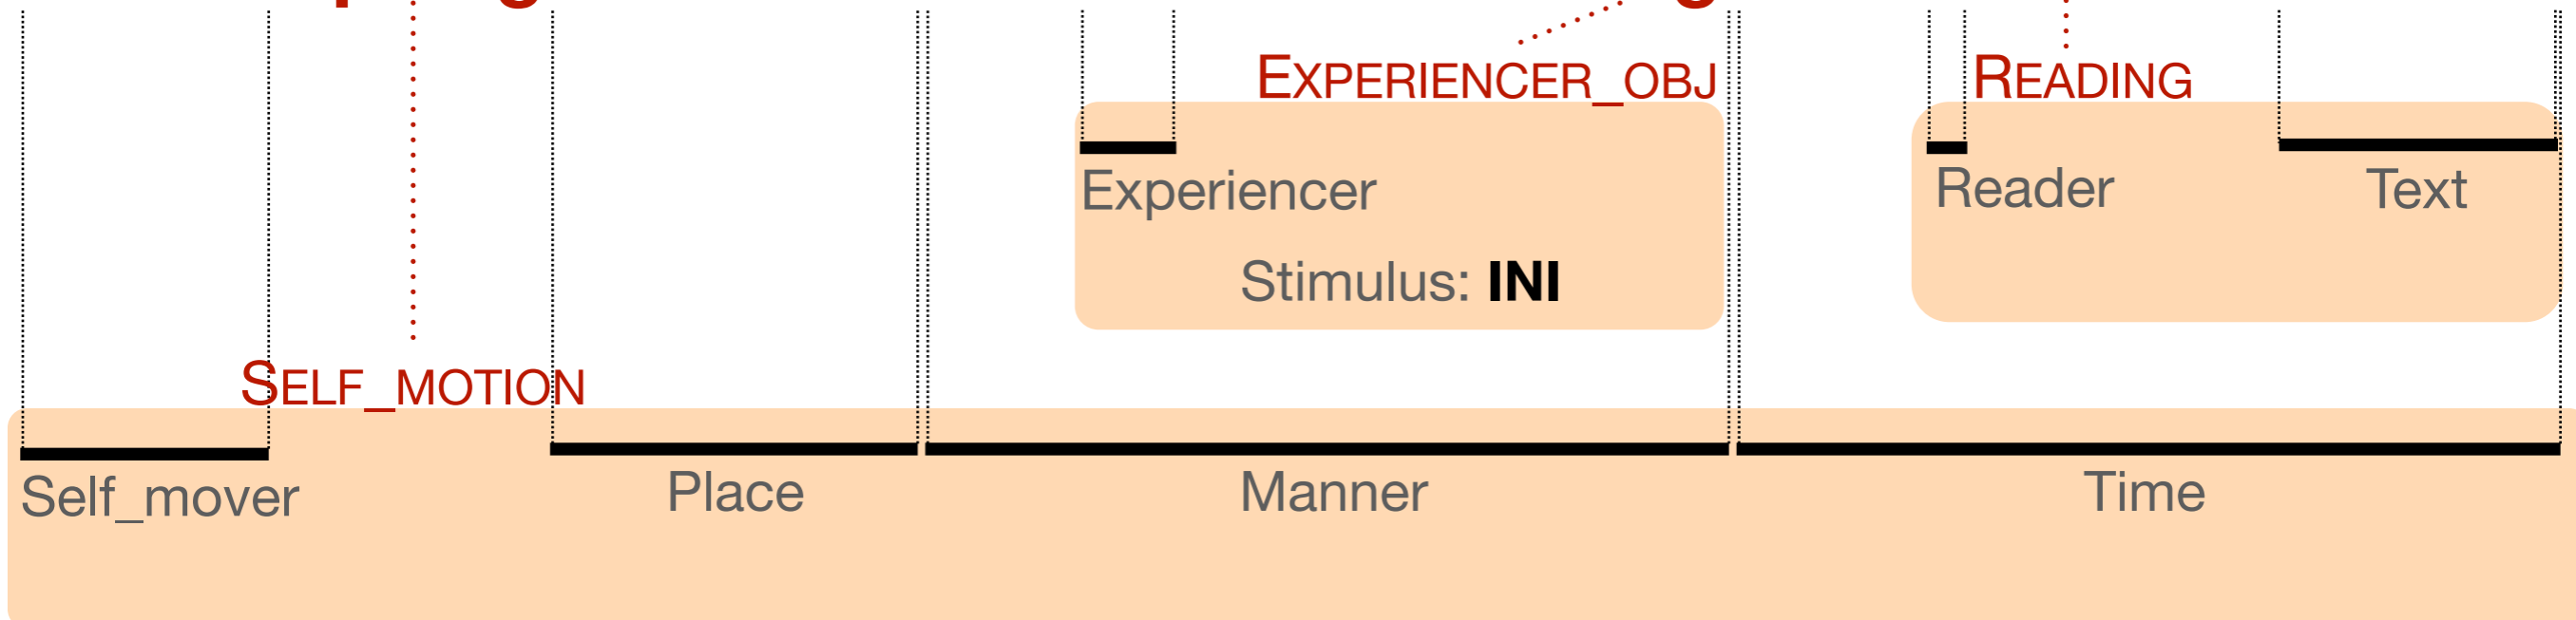 EXPERIENCER_OBJ READING
Experiencer Reader Text
Stimulus: INI
SELF_MOTION
Self_mover Place Manner Time